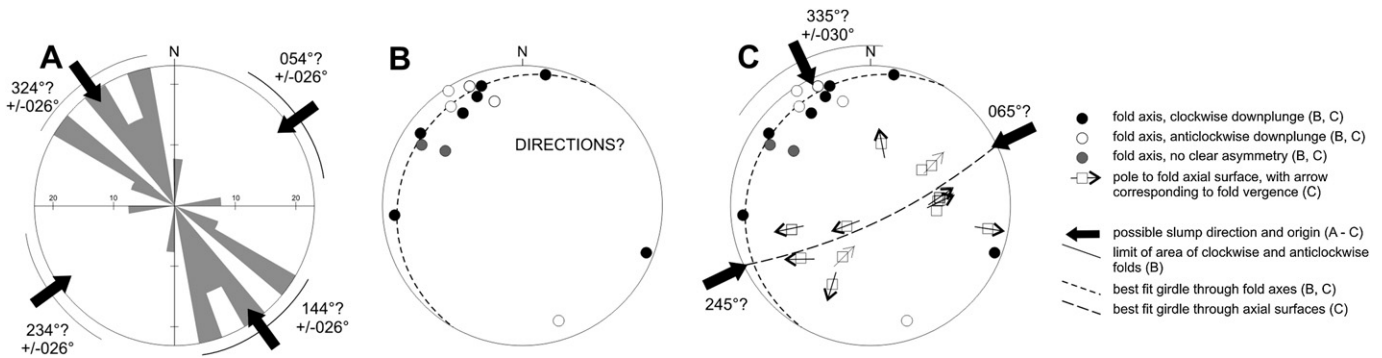 A
N
324°?
+/-026°
054°?
+/-026°
20
10
10
20
234°?
+/-026°
144°?
+/-026°
B
N
DIRECTIONS?
C
335°?
+/-030°
N
065°?
245°?
fold axis, clockwise downplunge (B, C)
fold axis, anticlockwise downplunge (B, C)
fold axis, no clear asymmetry (B, C)
pole to fold axial surface, with arrow
corresponding to fold vergence (C)
possible slump direction and origin (A - C)
limit of area of clockwise and anticlockwise
folds (B)
best fit girdle through fold axes (B, C)
best fit girdle through axial surfaces (C)